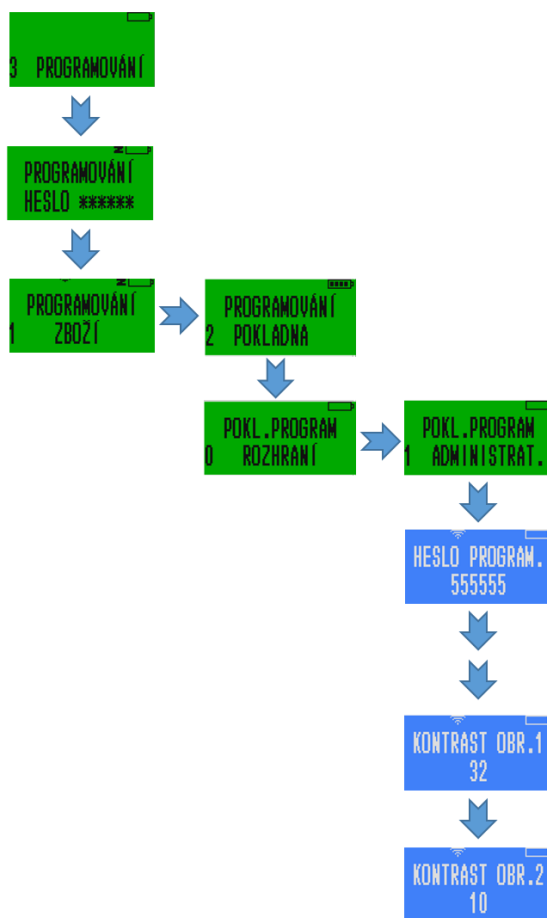 3 PROGRAMOVÁNÍ
PROGRAMOVÁNÍ
HESLO ******
PROGRAMOVÁNÍ
1 ZBOŽÍ
PROGRAMOVÁNÍ
2 POKLADNA
POKL.PROGRAM
0 ROZHRANÍ
POKL.PROGRAM
1 ADMINISTRAT.
HESLO PROGRAM.
555555
KONTRAST OBR.1
32
KONTRAST OBR.2
10